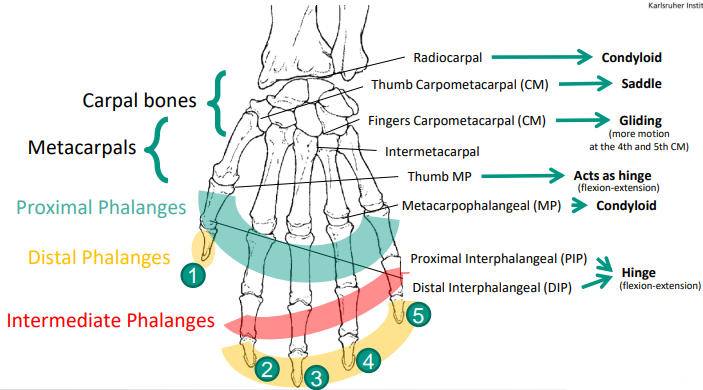 Karlsruher Instit
Radiocarpal
Condyloid
Carpal bones
Thumb Carpometacarpal (CM)
Saddle
Fingers Carpometacarpal (CM)
Gliding
(more motion
at the 4th and 5th CM)
Metacarpals
Intermetacarpal
Thumb MP
Acts as hinge
(flexion-extension)
Proximal Phalanges
Metacarpophalangeal (MP)
Condyloid
Distal Phalanges
Proximal Interphalangeal (PIP)
Distal Interphalangeal (DIP)
Hinge
(flexion-extension)
1
Intermediate Phalanges
5
2
3
4